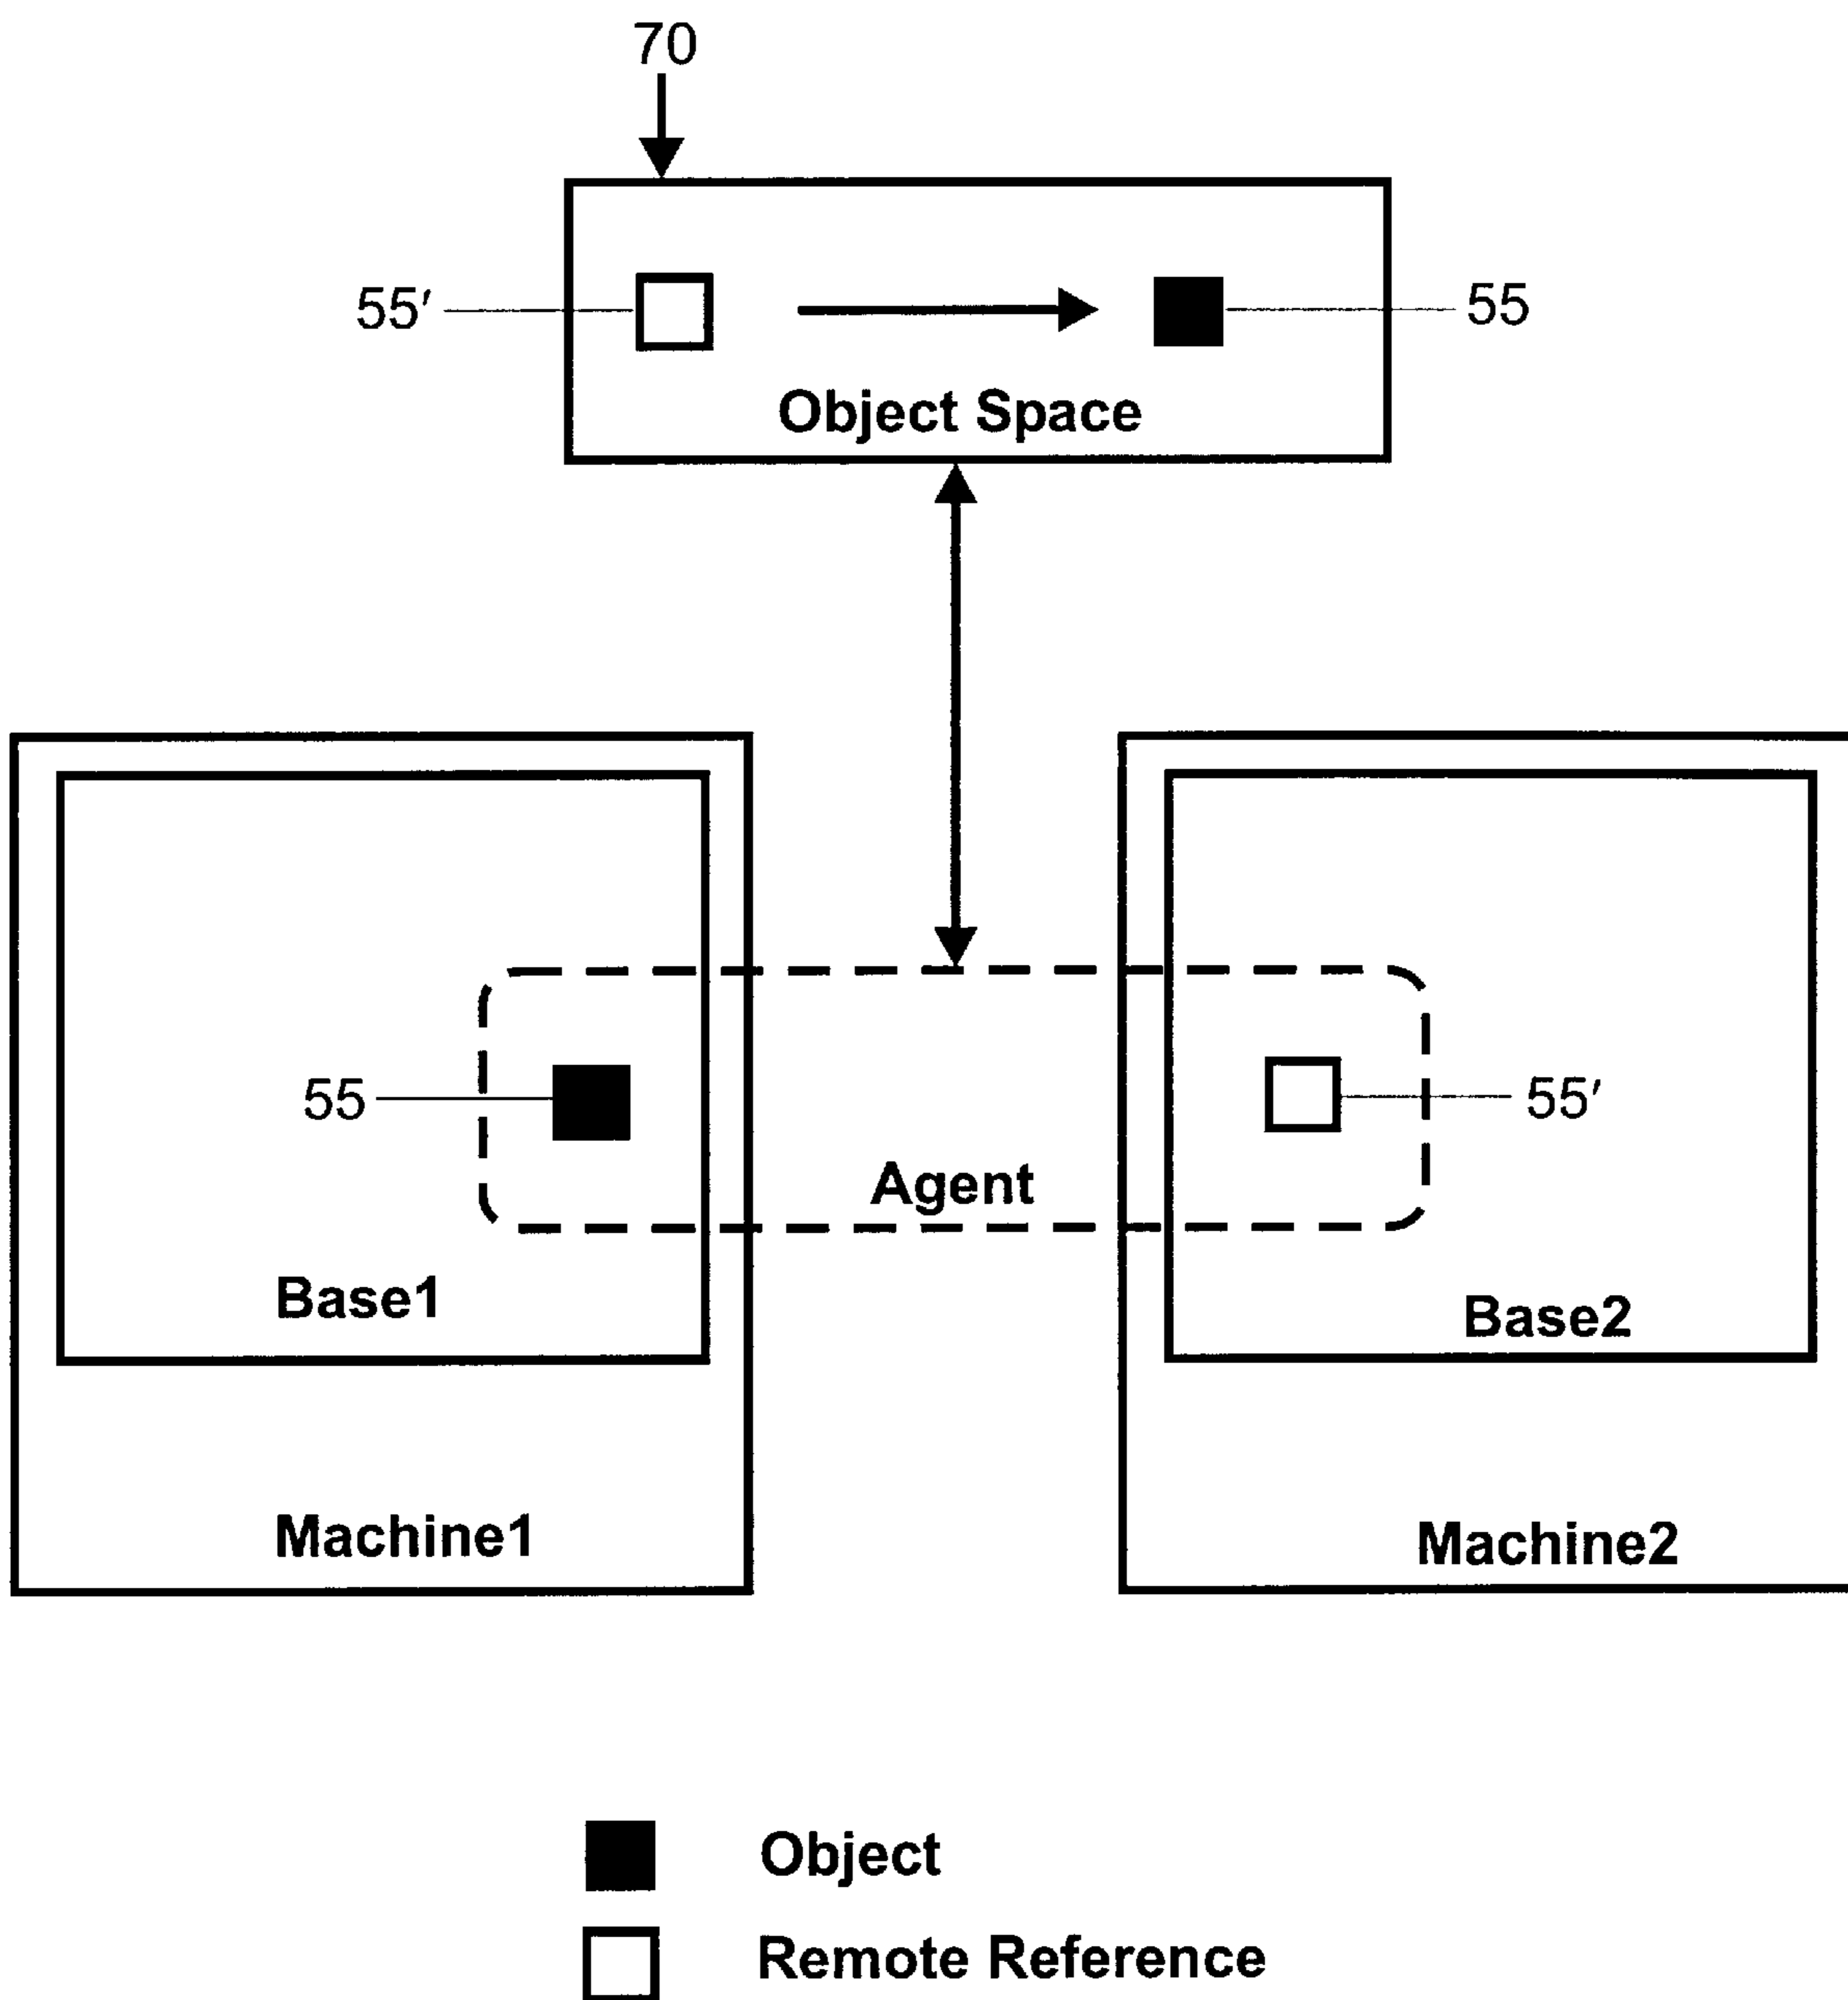 70
55′
55
Object Space
55
55′
Agent
Base1
Base2
Machine1
Machine2
Object
Remote Reference